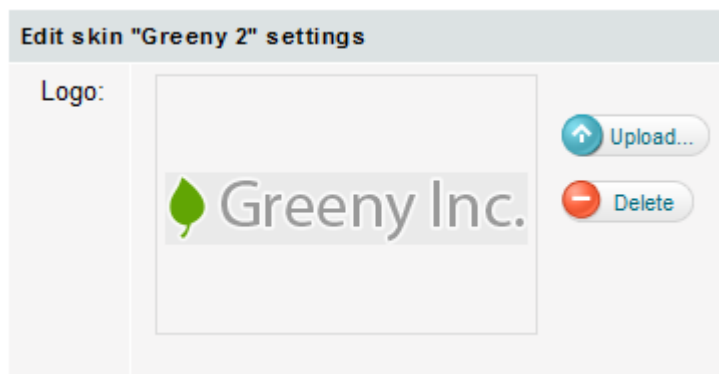 Edit skin "Greeny 2" settings
Logo:
Upload...
Greeny Inc.
Delete